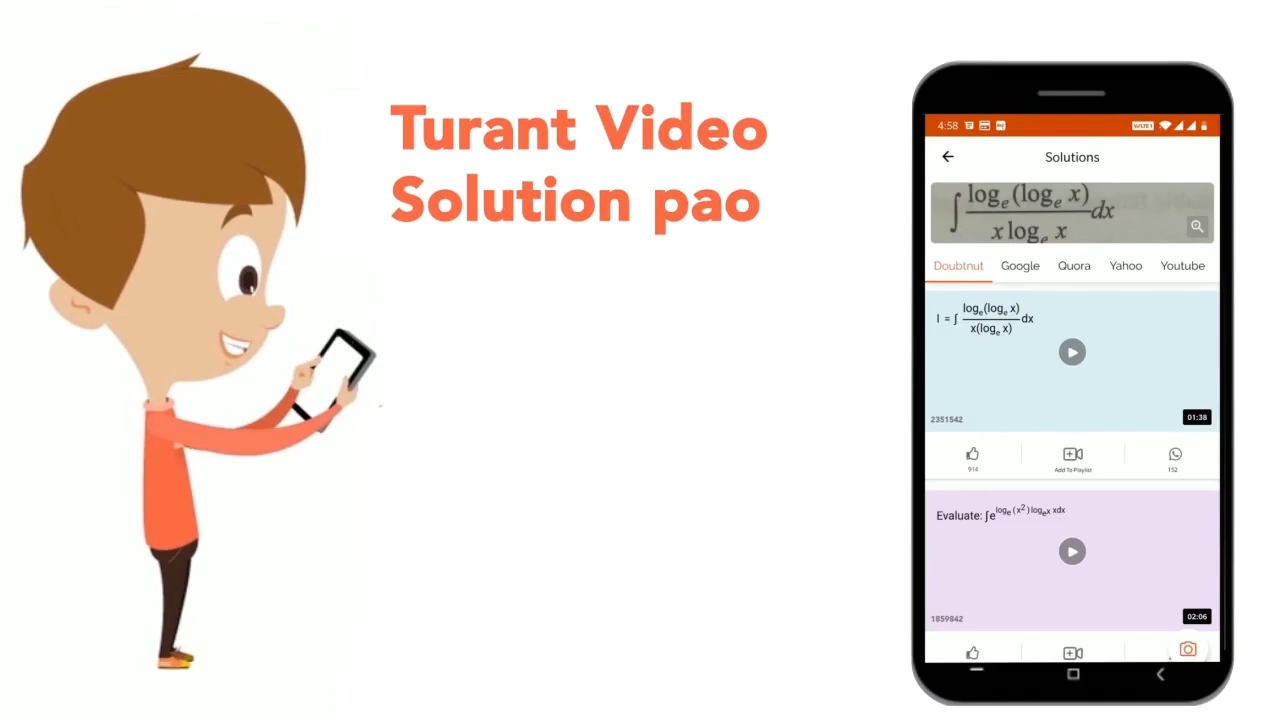 Turant Video
Solution pao
4:58
VoLTE1
Solutions
∫ logₑ(logₑ x) / x logₑ x dx
Doubtnut Google Quora Yahoo Youtube
I = ∫ logₑ(logₑ x) / x(logₑ x) dx
2351542
01:38
914
Add To Playlist
152
Evaluate: ∫e^logₑ(x²)logₑx xdx
1859842
02:06